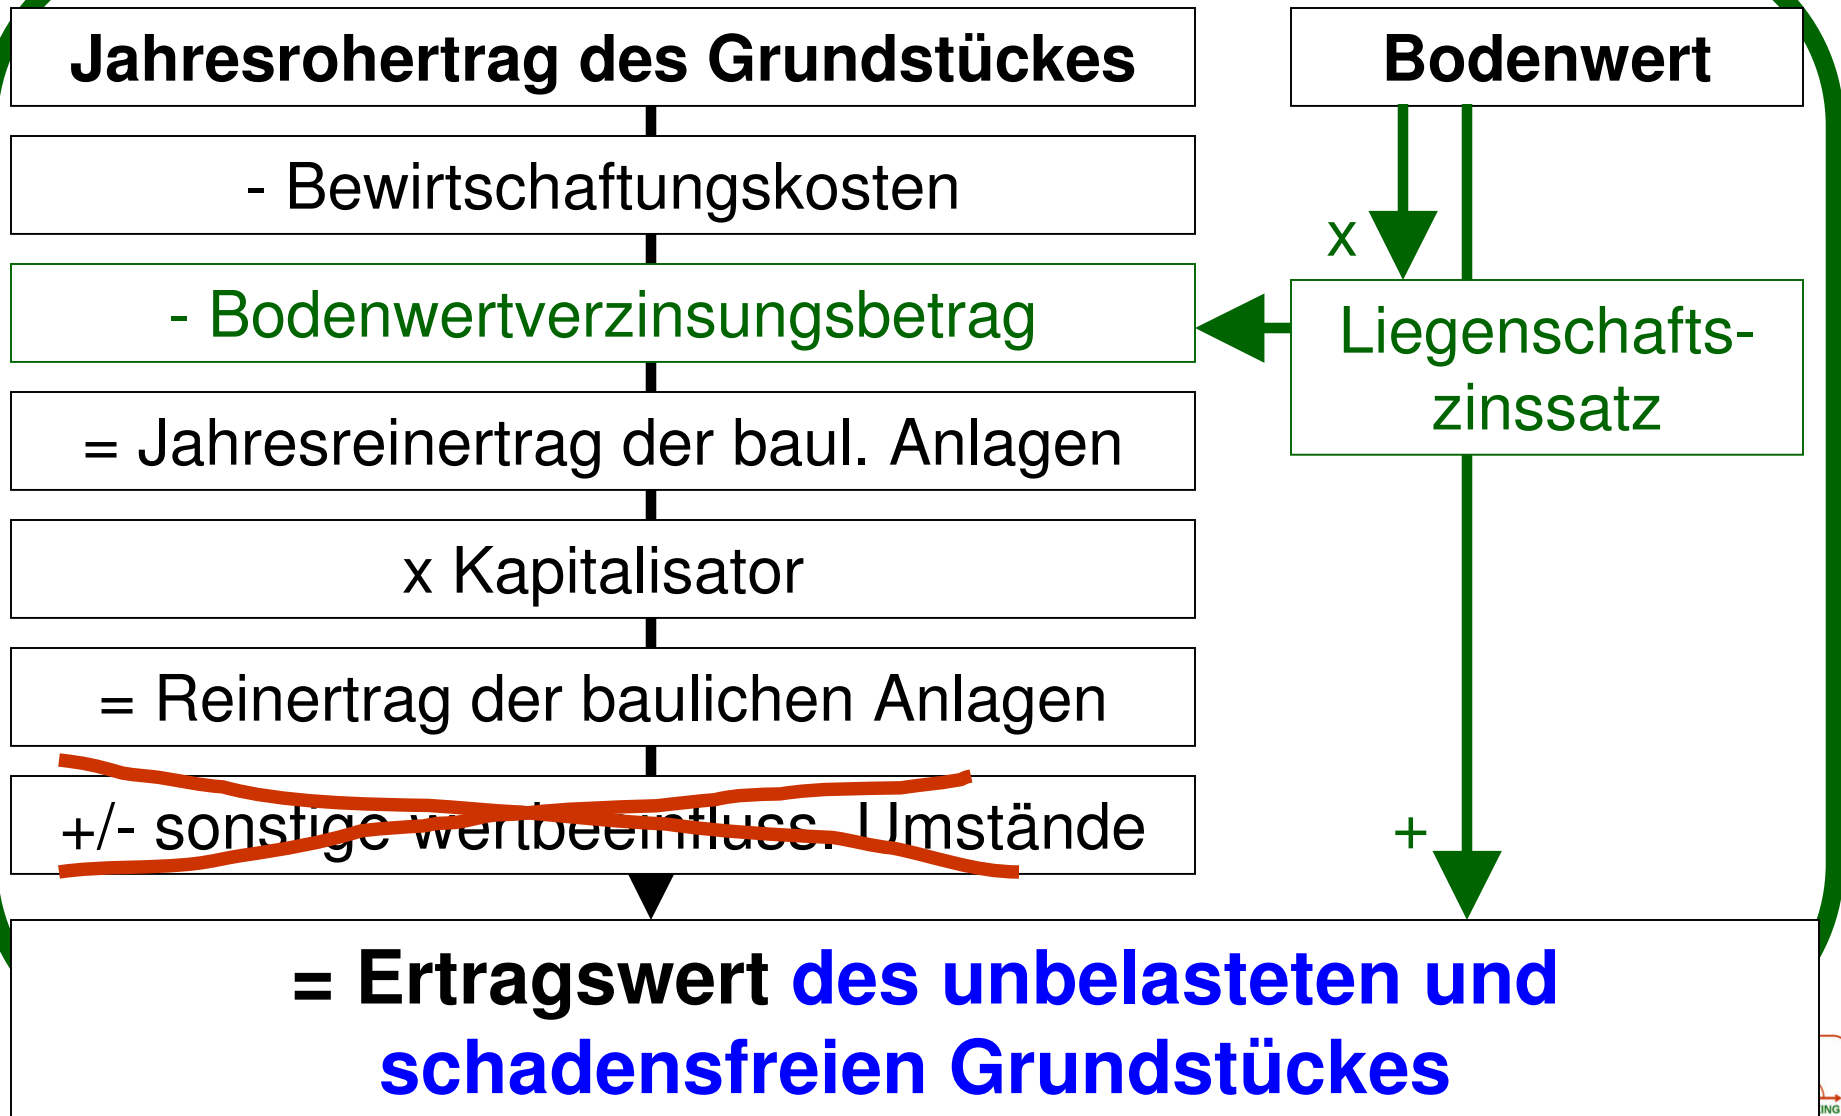 Jahresrohertrag des Grundstückes
- Bewirtschaftungskosten
- Bodenwertverzinsungsbetrag
= Jahresreinertrag der baul. Anlagen
x Kapitalisator
= Reinertrag der baulichen Anlagen
+/- sonstige wertbeeinfluss. Umstände
Bodenwert
x
Liegenschafts-
zinssatz
+
= Ertragswert des unbelasteten und
schadensfreien Grundstückes